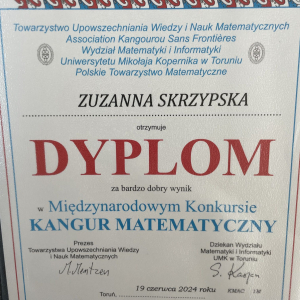 Towarzystwo Upowszechniania Wiedzy i Nauk Matematycznych
Association Kangourou Sans Frontières
Wydział Matematyki i Informatyki
Uniwersytetu Mikołaja Kopernika w Toruniu
Polskie Towarzystwo Matematyczne
ZUZANNA SKRZYPSKA
otrzymuje
DYPLOM
za bardzo dobry wynik
w Międzynarodowym Konkursie
KANGUR MATEMATYCZNY
Prezes
Towarzystwa Upowszechniania Wiedzy
i Nauk Matematycznych
Dziekan Wydziału
Matematyki i Informatyki
UMK w Toruniu
M. Mentzen
Toruń, 19 czerwca 2024 roku